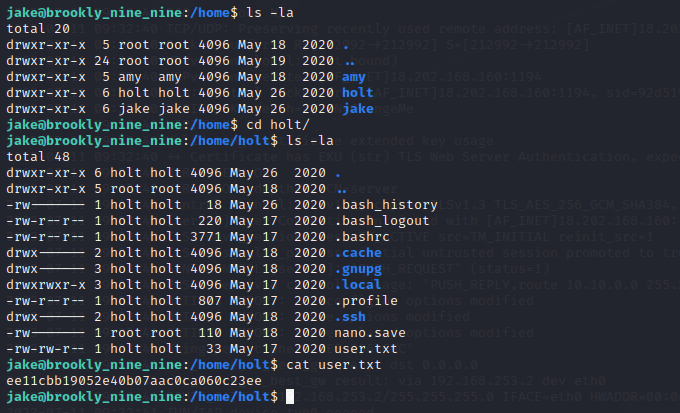 jake@brookly_nine_nine:/home$ ls -la
total 20
drwxr-xr-x  5 root root 4096 May 18  2020 .
drwxr-xr-x 24 root root 4096 May 19  2020 ..
drwxr-xr-x  5 amy  amy  4096 May 18  2020 amy
drwxr-xr-x  6 holt holt 4096 May 26  2020 holt
drwxr-xr-x  6 jake jake 4096 May 26  2020 jake
jake@brookly_nine_nine:/home$ cd holt/
jake@brookly_nine_nine:/home/holt$ ls -la
total 48
drwxr-xr-x 6 holt holt 4096 May 26  2020 .
drwxr-xr-x 5 root root 4096 May 18  2020 ..
-rw------- 1 holt holt   18 May 26  2020 .bash_history
-rw-r--r-- 1 holt holt  220 May 17  2020 .bash_logout
-rw-r--r-- 1 holt holt 3771 May 17  2020 .bashrc
drwx------ 2 holt holt 4096 May 18  2020 .cache
drwx------ 3 holt holt 4096 May 18  2020 .gnupg
drwxrwxr-x 3 holt holt 4096 May 17  2020 .local
-rw-r--r-- 1 holt holt  807 May 17  2020 .profile
drwx------ 2 holt holt 4096 May 18  2020 .ssh
-rw------- 1 root root  110 May 18  2020 nano.save
-rw-rw-r-- 1 holt holt   33 May 17  2020 user.txt
jake@brookly_nine_nine:/home/holt$ cat user.txt
ee11cbb19052e40b07aac0ca060c23ee
jake@brookly_nine_nine:/home/holt$